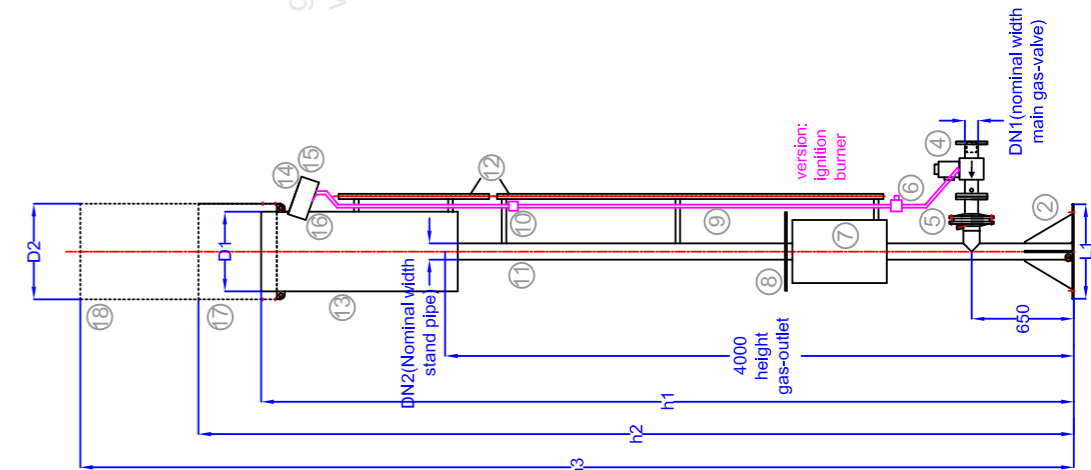 D2
⑱
D1
⑰
⑭
⑮
⑯
⑬
DN2(Nominal width
stand pipe)
⑫
⑩
⑪
⑨
4000
height
gas-outlet
⑧
⑦
version:
ignition
burner
⑥
⑤
④
DN1(nominal width
main gas-valve)
②
650
h1
h2